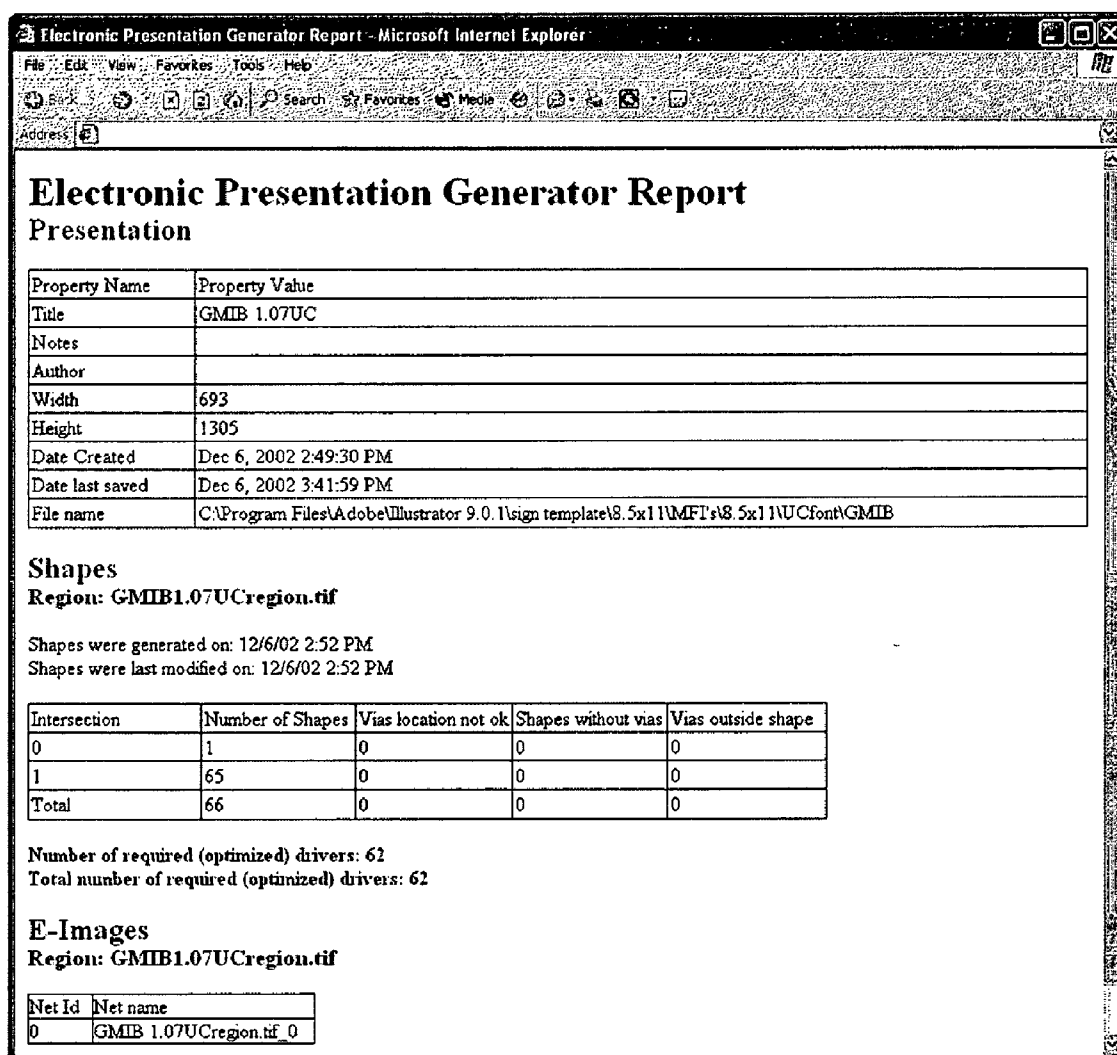 Electronic Presentation Generator Report - Microsoft Internet Explorer
File Edit View Favorites Tools Help
Back Search Favorites Media
Address
Electronic Presentation Generator Report
Presentation
Property Name Property Value
Title GMIB 1.07UC
Notes
Author
Width 693
Height 1305
Date Created Dec 6, 2002 2:49:30 PM
Date last saved Dec 6, 2002 3:41:59 PM
File name C:\Program Files\Adobe\Illustrator 9.0.1\sign template\8.5x11\MFI's\8.5x11\UCfont\GMIB
Shapes
Region: GMIB1.07UCregion.tif
Shapes were generated on: 12/6/02 2:52 PM
Shapes were last modified on: 12/6/02 2:52 PM
Intersection Number of Shapes Vias location not ok Shapes without vias Vias outside shape
0 1 0 0 0
1 65 0 0 0
Total 66 0 0 0
Number of required (optimized) drivers: 62
Total number of required (optimized) drivers: 62
E-Images
Region: GMIB1.07UCregion.tif
Net Id Net name
0 GMIB 1.07UCregion.tif_0